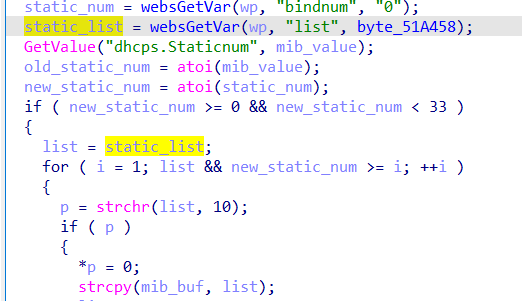 static_num = websGetVar(wp, "bindnum", "0");
static_list = websGetVar(wp, "list", byte_51A458);
GetValue("dhcps.Staticnum", mib_value);
old_static_num = atoi(mib_value);
new_static_num = atoi(static_num);
if ( new_static_num >= 0 && new_static_num < 33 )
{
list = static_list;
for ( i = 1; list && new_static_num >= i; ++i )
{
p = strchr(list, 10);
if ( p )
{
*p = 0;
strcpy(mib_buf, list);